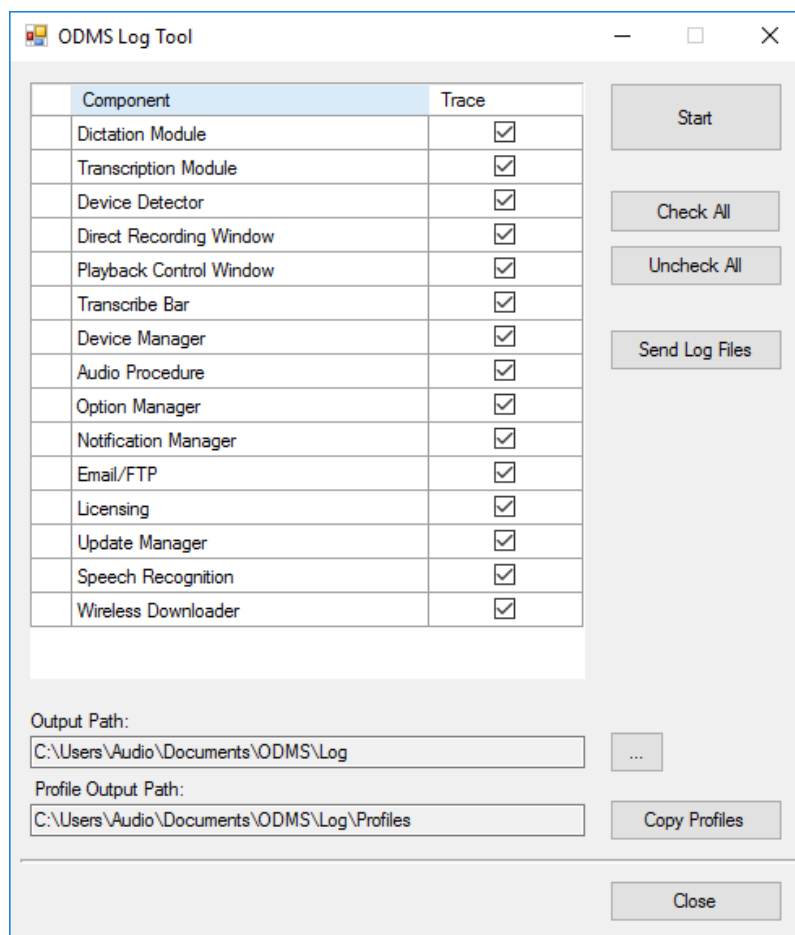 ODMS Log Tool
Component Trace
Start
Dictation Module
Transcription Module
Device Detector
Check All
Direct Recording Window
Playback Control Window
Uncheck All
Transcribe Bar
Device Manager
Send Log Files
Audio Procedure
Option Manager
Notification Manager
Email/FTP
Licensing
Update Manager
Speech Recognition
Wireless Downloader
Output Path:
C:\Users\Audio\Documents\ODMS\Log
...
Profile Output Path:
C:\Users\Audio\Documents\ODMS\Log\Profiles
Copy Profiles
Close